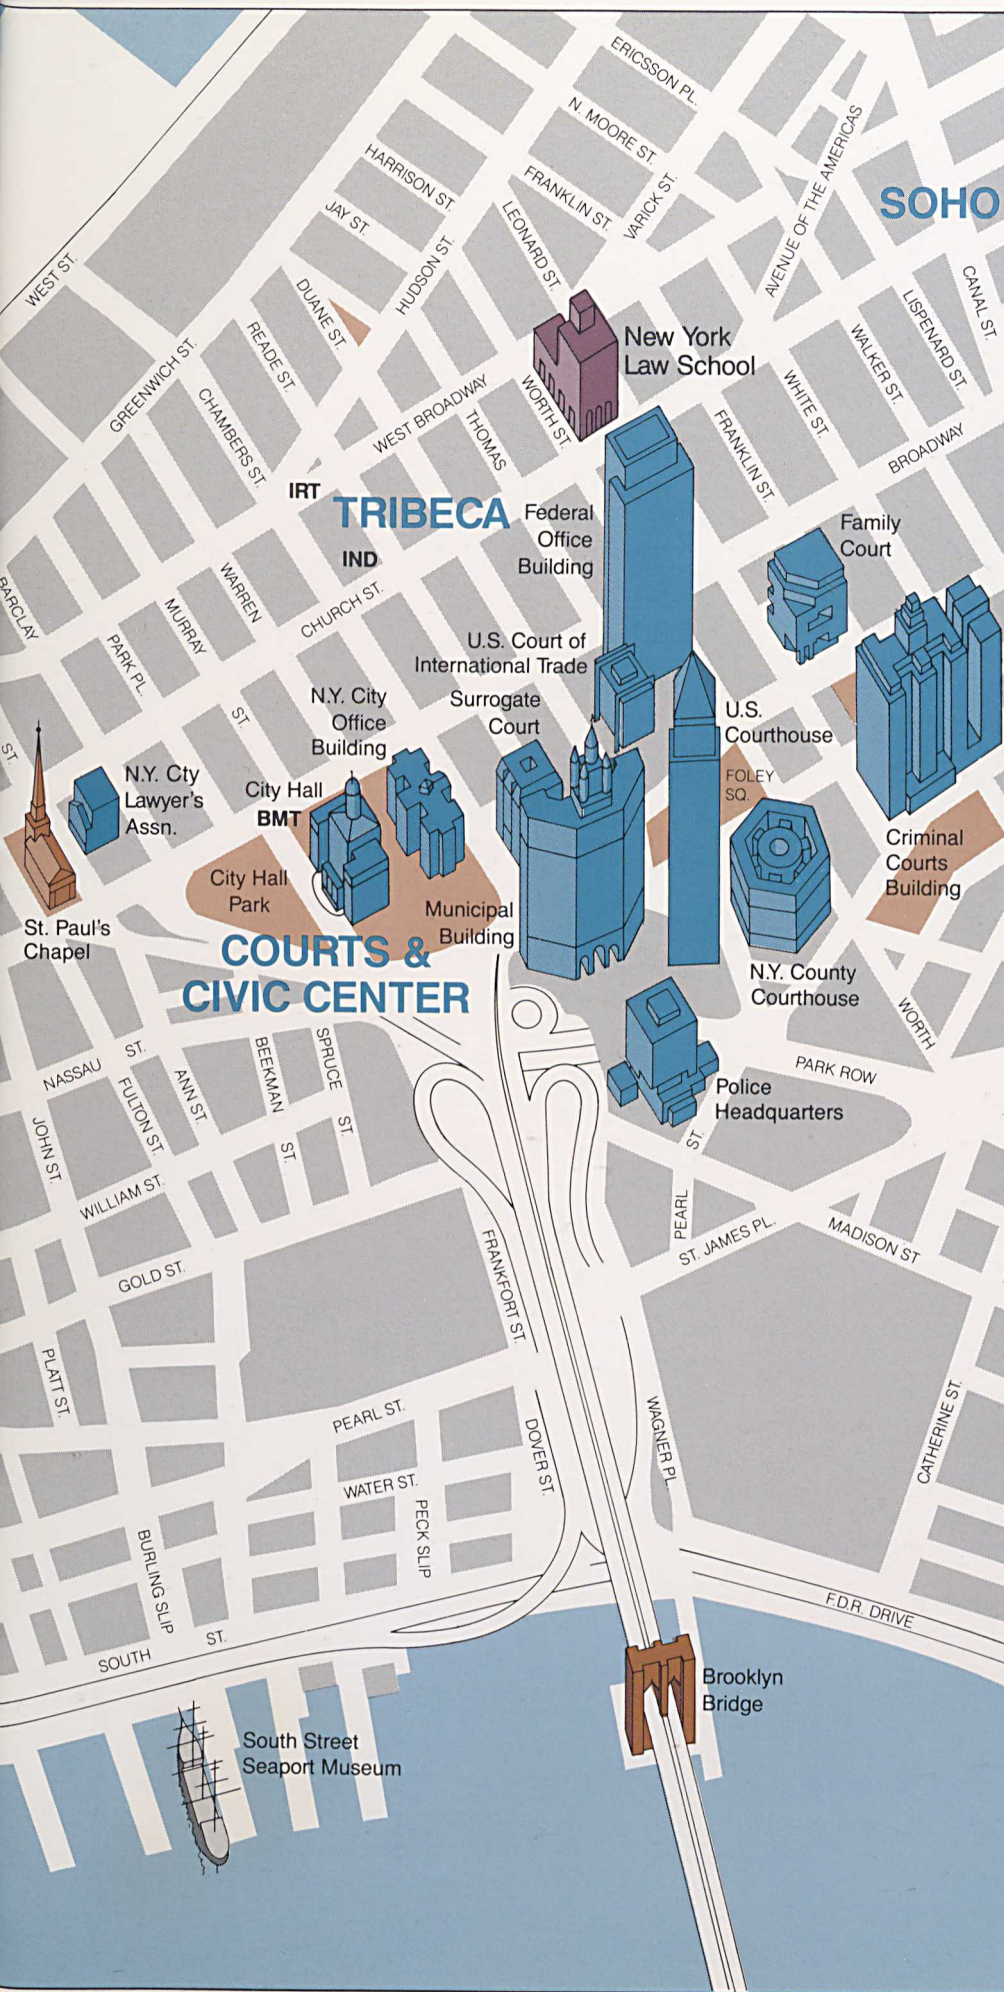 ERICSSON PL.
N. MOORE ST.
AVENUE OF THE AMERICAS
HARRISON ST.
FRANKLIN ST.
VARICK ST.
SOHO
JAY ST.
LEONARD ST.
HUDSON ST.
WEST ST.
CANAL ST.
LISPENARD ST.
DUANE ST.
READE ST.
WALKER ST.
New York
Law School
GREENWICH ST.
WHITE ST.
CHAMBERS ST.
WEST BROADWAY
WORTH ST.
THOMAS
FRANKLIN ST.
BROADWAY
IRT
TRIBECA
IND
Federal
Office
Building
Family
Court
BARCLAY
ST.
WARREN
ST.
MURRAY
PARK PL.
CHURCH ST.
U.S. Court of
International Trade
N.Y. City
Office
Building
Surrogate
Court
U.S.
Courthouse
FOLEY
SQ.
N.Y. Cty
Lawyer's
Assn.
City Hall
BMT
City Hall
Park
Municipal
Building
Criminal
Courts
Building
St. Paul's
Chapel
COURTS &
CIVIC CENTER
N.Y. County
Courthouse
WORTH
PARK ROW
Police
Headquarters
NASSAU ST.
JOHN ST.
FULTON ST.
ANN ST.
BEEKMAN
ST.
SPRUCE
ST.
WILLIAM ST.
GOLD ST.
PLATT ST.
FRANKFORT ST.
PEARL ST.
ST. JAMES PL.
MADISON ST
PEARL ST.
WATER ST.
PECK SLIP
DOVER ST.
WAGNER PL.
CATHERINE ST.
BURLING SLIP
SOUTH ST.
F.D.R. DRIVE
Brooklyn
Bridge
South Street
Seaport Museum